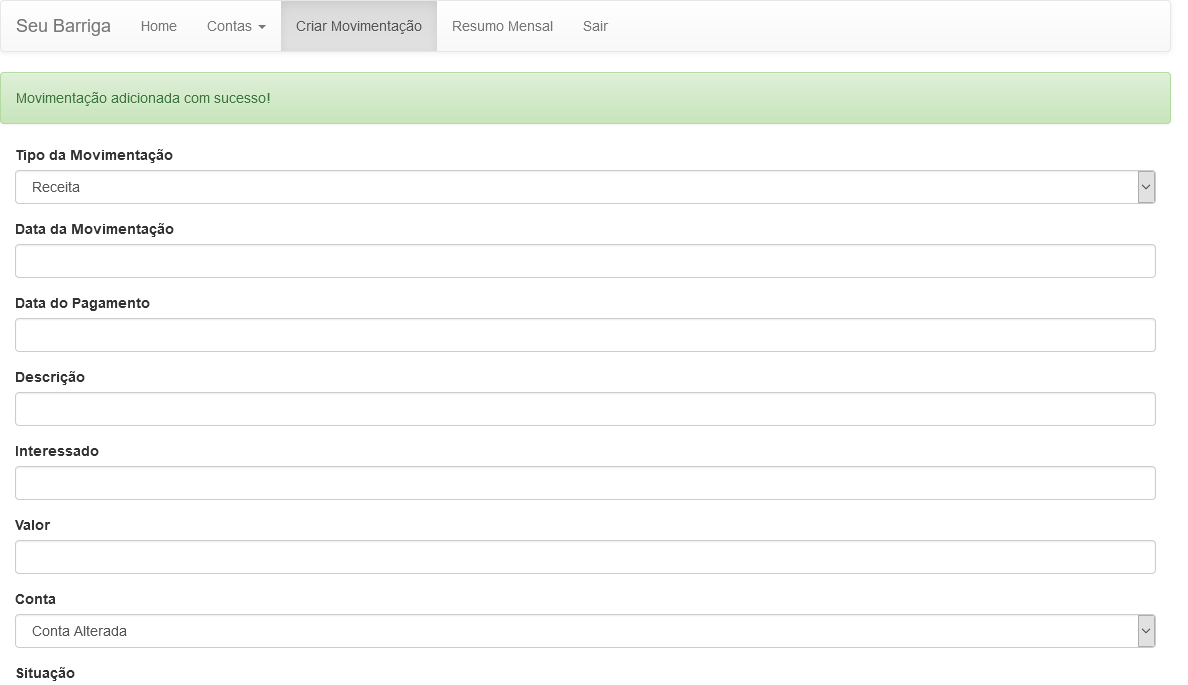 Seu Barriga Home Contas Criar Movimentação Resumo Mensal Sair
Movimentação adicionada com sucesso!
Tipo da Movimentação
Receita
Data da Movimentação
Data do Pagamento
Descrição
Interessado
Valor
Conta
Conta Alterada
Situação